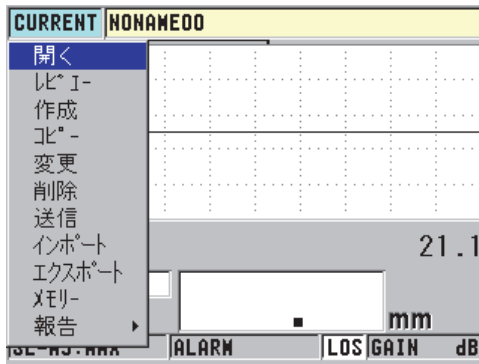 CURRENT NONAME00
開く
レビュー
作成
コピー
変更
削除
送信
インポート
エクスポート
メモリー
報告
21.1
mm
ALARM LOS GAIN dB